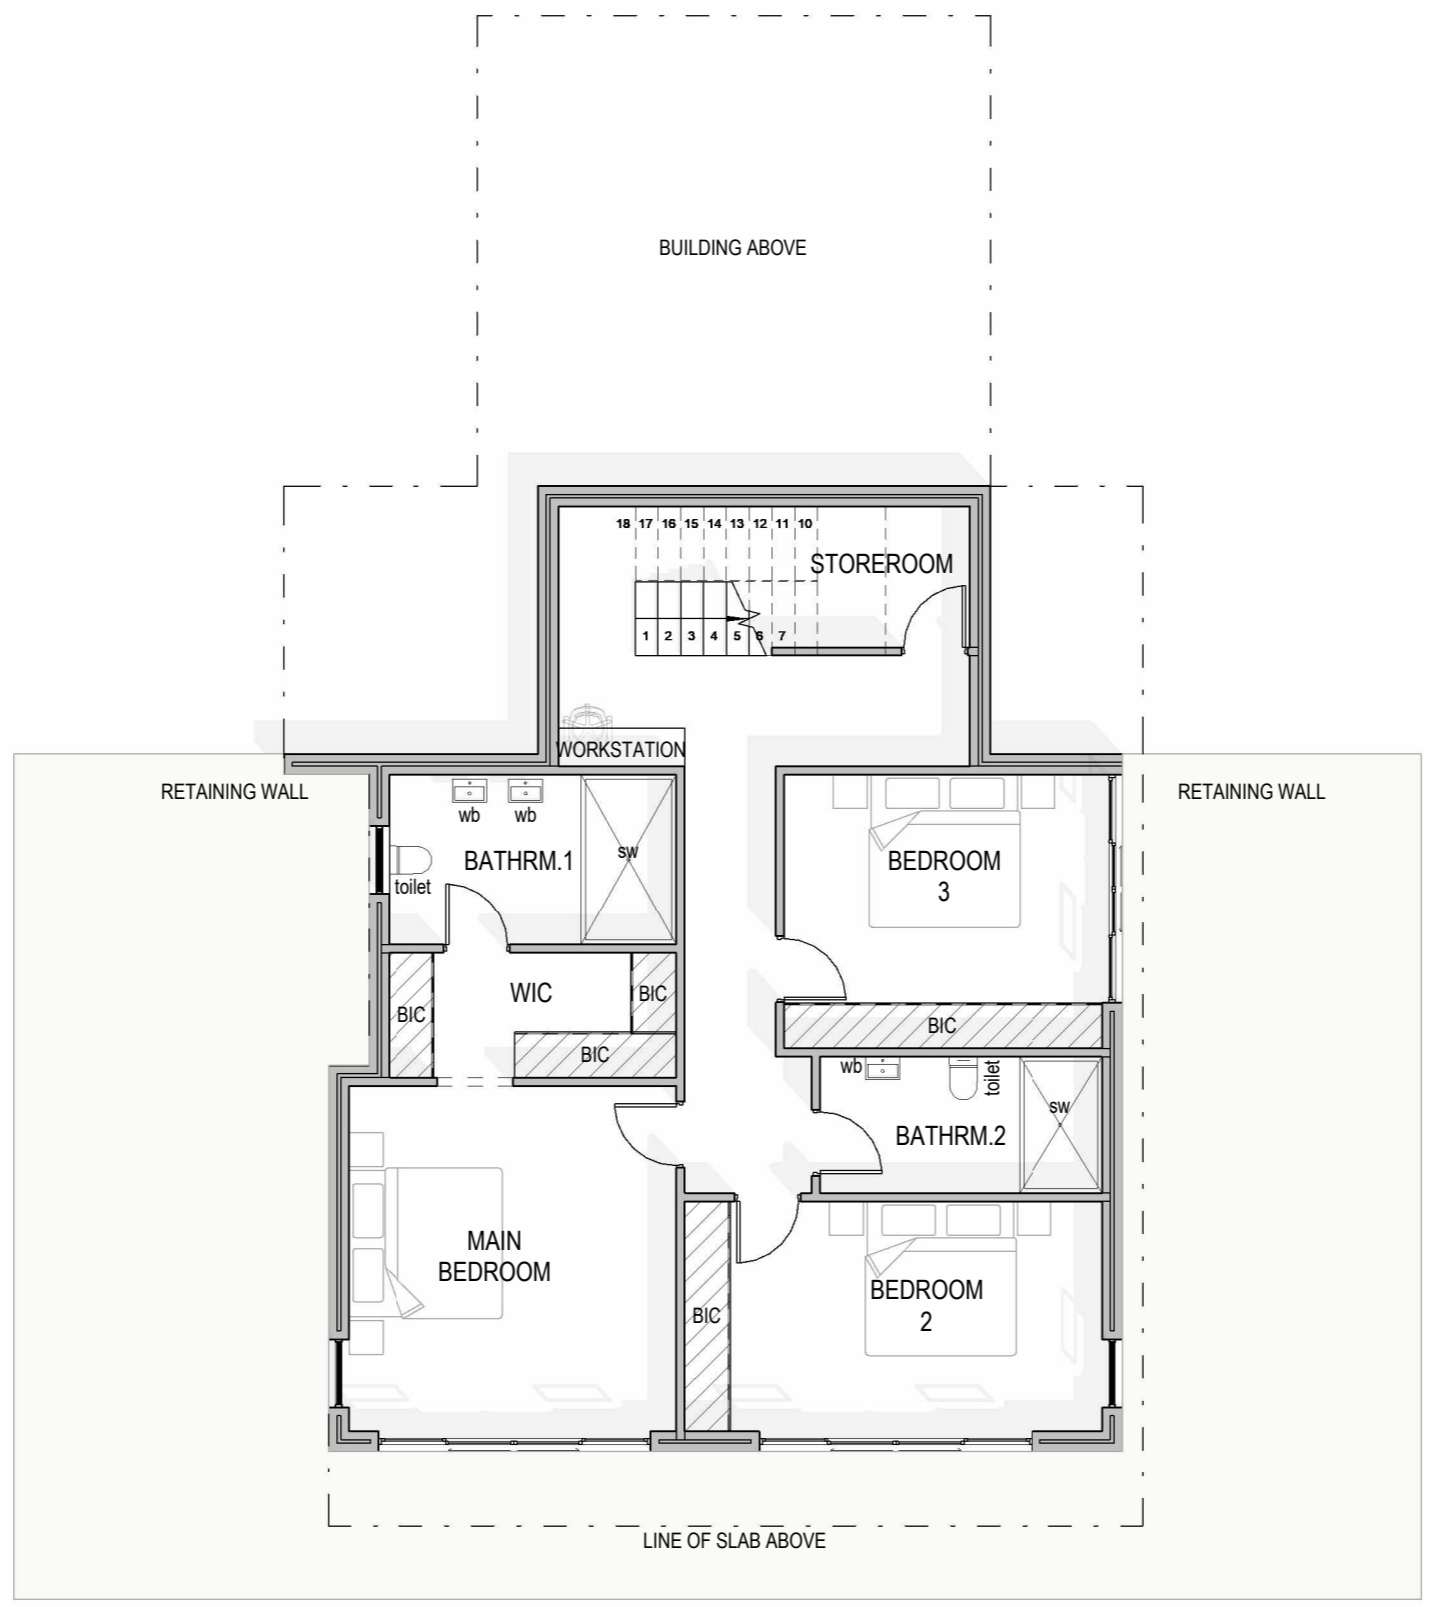 BUILDING ABOVE
18 17 16 15 14 13 12 11 10
STOREROOM
1 2 3 4 5 6 7
WORKSTATION
RETAINING WALL
RETAINING WALL
wb wb
BATHRM.1
sw
toilet
BEDROOM
3
WIC
BIC
BIC
BIC
BIC
wb
toilet
sw
BATHRM.2
MAIN
BEDROOM
BEDROOM
2
BIC
LINE OF SLAB ABOVE